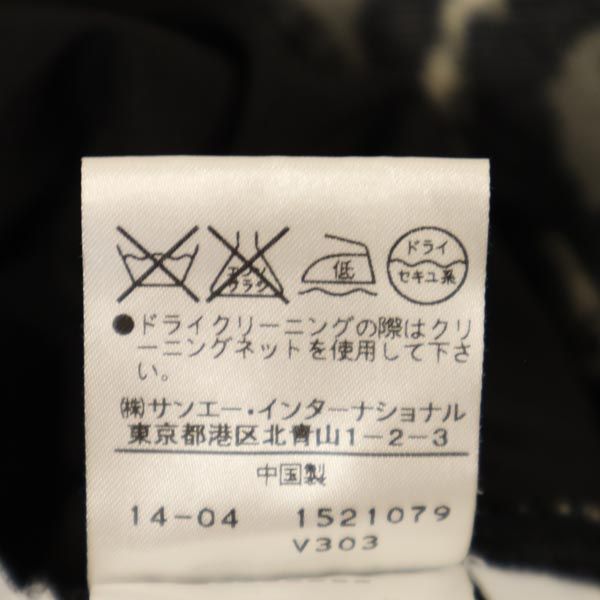 エンソ
サラシ
低
ドライ
セキユ系
●ドライクリーニングの際はクリ
ーニングネットを使用して下さ
い。
㈱サンエー・インターナショナル
東京都港区北青山1-2-3
中国製
14-04 1521079
V303